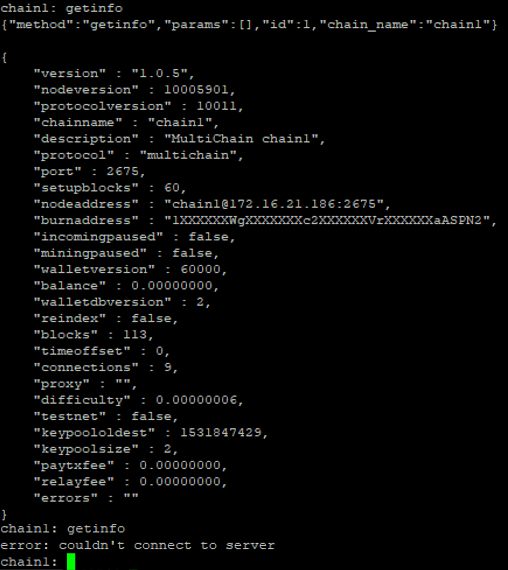 chain1: getinfo
{"method":"getinfo","params":[],"id":1,"chain_name":"chain1"}
{
"version" : "1.0.5",
"nodeversion" : 10005901,
"protocolversion" : 10011,
"chainname" : "chain1",
"description" : "MultiChain chain1",
"protocol" : "multichain",
"port" : 2675,
"setupblocks" : 60,
"nodeaddress" : "chain1@172.16.21.186:2675",
"burnaddress" : "1XXXXXXWgXXXXXXXc2XXXXXXVrXXXXXXaASPN2",
"incomingpaused" : false,
"miningpaused" : false,
"walletversion" : 60000,
"balance" : 0.00000000,
"walletdbversion" : 2,
"reindex" : false,
"blocks" : 113,
"timeoffset" : 0,
"connections" : 9,
"proxy" : "",
"difficulty" : 0.00000006,
"testnet" : false,
"keypoololdest" : 1531847429,
"keypoolsize" : 2,
"paytxfee" : 0.00000000,
"relayfee" : 0.00000000,
"errors" : ""
}
chain1: getinfo
error: couldn't connect to server
chain1: